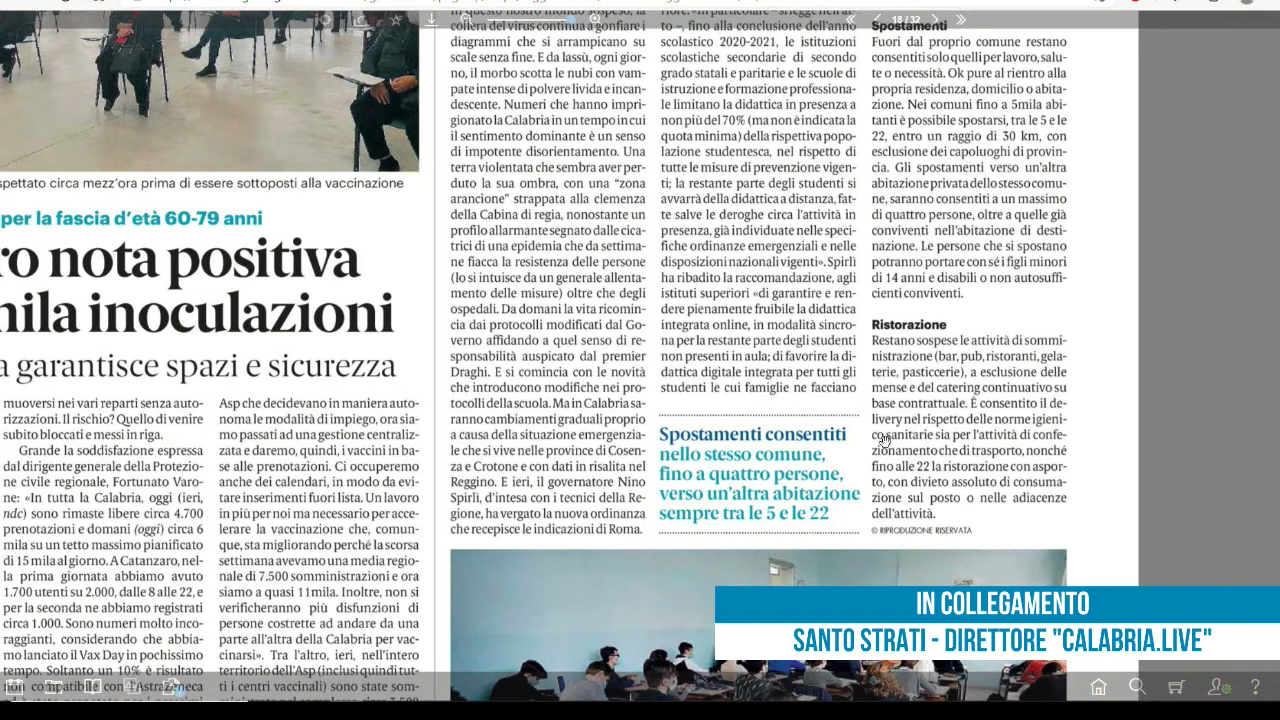 18 / 32
spettato circa mezz'ora prima di essere sottoposti alla vaccinazione
per la fascia d'età 60-79 anni
ro nota positiva
nila inoculazioni
a garantisce spazi e sicurezza
muoversi nei vari reparti senza auto-
rizzazioni. Il rischio? Quello di venire
subito bloccati e messi in riga.
Grande la soddisfazione espressa
dal dirigente generale della Protezio-
ne civile regionale, Fortunato Varo-
ne: «In tutta la Calabria, oggi (ieri,
ndc) sono rimaste libere circa 4.700
prenotazioni e domani (oggi) circa 6
mila su un tetto massimo pianificato
di 15 mila al giorno. A Catanzaro, nel-
la prima giornata abbiamo avuto
1.700 utenti su 2.000, dalle 8 alle 22, e
per la seconda ne abbiamo registrati
circa 1.000. Sono numeri molto inco-
raggianti, considerando che abbia-
mo lanciato il Vax Day in pochissimo
tempo. Soltanto un 10% è risultato
non compatibile con AstraZeneca
Asp che decidevano in maniera auto-
noma le modalità di impiego, ora sia-
mo passati ad una gestione centraliz-
zata e daremo, quindi, i vaccini in ba-
se alle prenotazioni. Ci occuperemo
anche dei calendari, in modo da evi-
tare inserimenti fuori lista. Un lavoro
in più per noi ma necessario per acce-
lerare la vaccinazione che, comun-
que, sta migliorando perché la scorsa
settimana avevamo una media regio-
nale di 7.500 somministrazioni e ora
siamo a quasi 11mila. Inoltre, non si
verificheranno più disfunzioni di
persone costrette ad andare da una
parte all'altra della Calabria per vac-
cinarsi». Tra l'altro, ieri, nell'intero
territorio dell'Asp (inclusi quindi tut-
ti i centri vaccinali) sono state som-
in questo nostro mondo sospeso, la
collera del virus continua a gonfiare i
diagrammi che si arrampicano su
scale senza fine. E da lassù, ogni gior-
no, il morbo scotta le nubi con vam-
pate intense di polvere livida e incan-
descente. Numeri che hanno impri-
gionato la Calabria in un tempo in cui
il sentimento dominante è un senso
di impotente disorientamento. Una
terra violentata che sembra aver per-
duto la sua ombra, con una “zona
arancione” strappata alla clemenza
della Cabina di regia, nonostante un
profilo allarmante segnato dalle cica-
trici di una epidemia che da settima-
ne fiacca la resistenza delle persone
(lo si intuisce da un generale allenta-
mento delle misure) oltre che degli
ospedali. Da domani la vita ricomin-
cia dai protocolli modificati dal Go-
verno affidando a quel senso di re-
sponsabilità auspicato dal premier
Draghi. E si comincia con le novità
che introducono modifiche nei pro-
tocolli della scuola. Ma in Calabria sa-
ranno cambiamenti graduali proprio
a causa della situazione emergenzia-
le che si vive nelle province di Cosen-
za e Crotone e con dati in risalita nel
Reggino. E ieri, il governatore Nino
Spirlì, d'intesa con i tecnici della Re-
gione, ha vergato la nuova ordinanza
che recepisce le indicazioni di Roma.
to –, fino alla conclusione dell'anno
scolastico 2020-2021, le istituzioni
scolastiche secondarie di secondo
grado statali e paritarie e le scuole di
istruzione e formazione professiona-
le limitano la didattica in presenza a
non più del 70% (ma non è indicata la
quota minima) della rispettiva popo-
lazione studentesca, nel rispetto di
tutte le misure di prevenzione vigen-
ti; la restante parte degli studenti si
avvarrà della didattica a distanza, fat-
te salve le deroghe circa l'attività in
presenza, già individuate nelle speci-
fiche ordinanze emergenziali e nelle
disposizioni nazionali vigenti». Spirlì
ha ribadito la raccomandazione, agli
istituti superiori «di garantire e ren-
dere pienamente fruibile la didattica
integrata online, in modalità sincro-
na per la restante parte degli studenti
non presenti in aula; di favorire la di-
dattica digitale integrata per tutti gli
studenti le cui famiglie ne facciano
Spostamenti consentiti
nello stesso comune,
fino a quattro persone,
verso un'altra abitazione
sempre tra le 5 e le 22
Spostamenti
Fuori dal proprio comune restano
consentiti solo quelli per lavoro, salu-
te o necessità. Ok pure al rientro alla
propria residenza, domicilio o abita-
zione. Nei comuni fino a 5mila abi-
tanti è possibile spostarsi, tra le 5 e le
22, entro un raggio di 30 km, con
esclusione dei capoluoghi di provin-
cia. Gli spostamenti verso un'altra
abitazione privata dello stesso comu-
ne, saranno consentiti a un massimo
di quattro persone, oltre a quelle già
conviventi nell'abitazione di desti-
nazione. Le persone che si spostano
potranno portare con sé i figli minori
di 14 anni e disabili o non autosuffi-
cienti conviventi.
Ristorazione
Restano sospese le attività di sommi-
nistrazione (bar, pub, ristoranti, gela-
terie, pasticcerie), a esclusione delle
mense e del catering continuativo su
base contrattuale. È consentito il de-
livery nel rispetto delle norme igieni-
co-sanitarie sia per l'attività di confe-
zionamento che di trasporto, nonché
fino alle 22 la ristorazione con aspor-
to, con divieto assoluto di consuma-
zione sul posto o nelle adiacenze
dell'attività.
© RIPRODUZIONE RISERVATA
IN COLLEGAMENTO
SANTO STRATI - DIRETTORE "CALABRIA.LIVE"